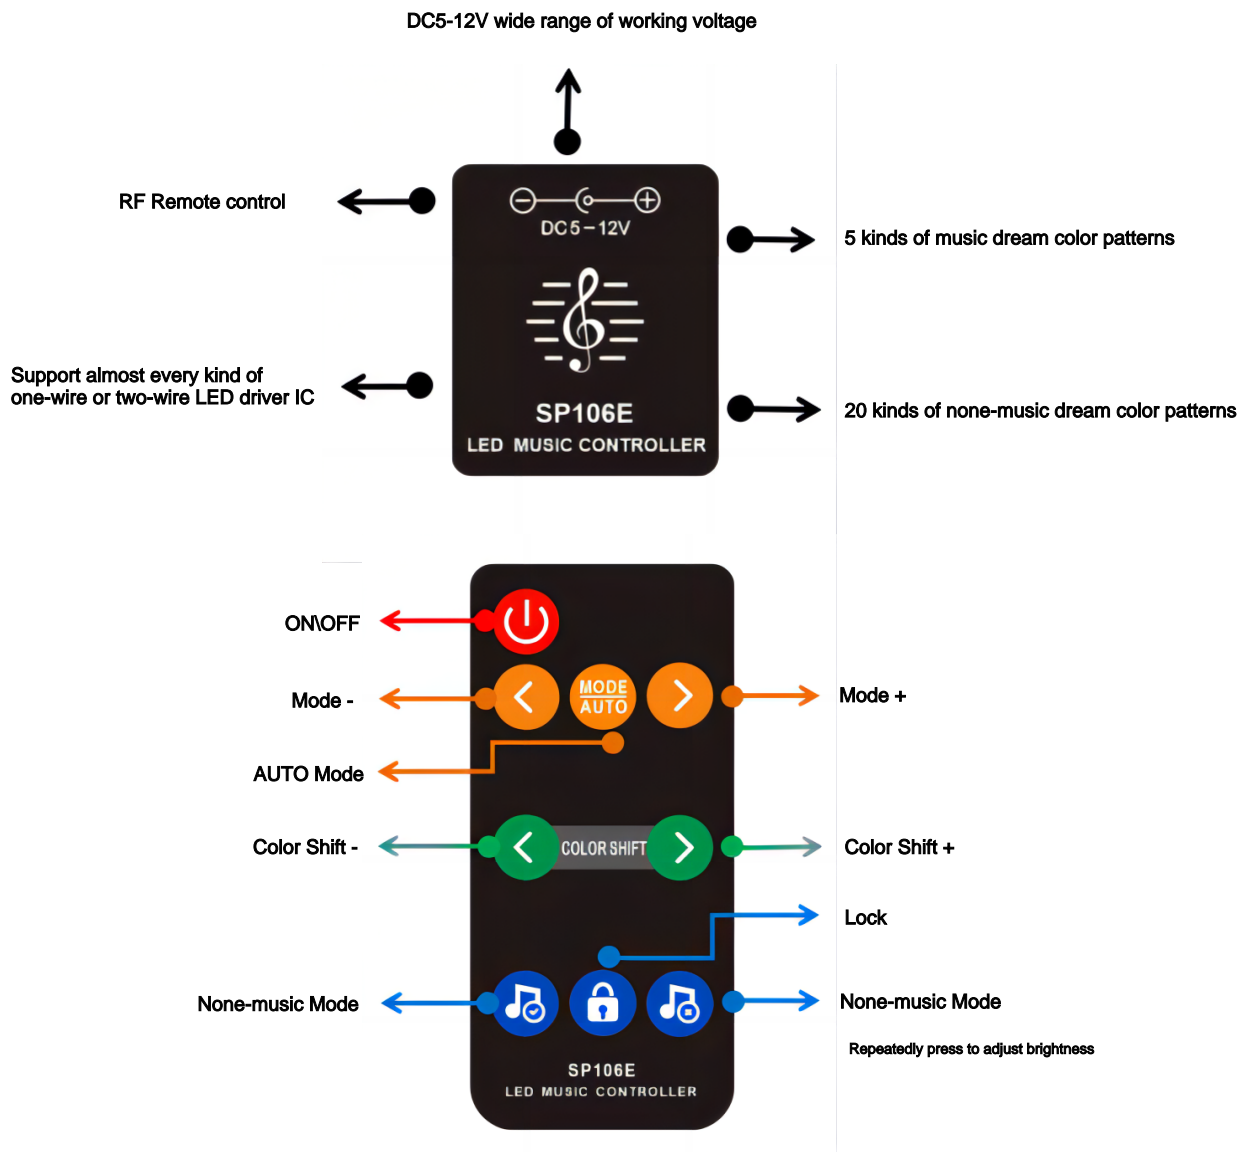 DC5-12V wide range of working voltage
RF Remote control
DC5-12V
5 kinds of music dream color patterns
Support almost every kind of
one-wire or two-wire LED driver IC
SP106E
LED MUSIC CONTROLLER
20 kinds of none-music dream color patterns
ON\OFF
Mode -
MODE
AUTO
Mode +
AUTO Mode
Color Shift -
COLOR SHIFT
Color Shift +
Lock
None-music Mode
None-music Mode
Repeatedly press to adjust brightness
SP106E
LED MUSIC CONTROLLER